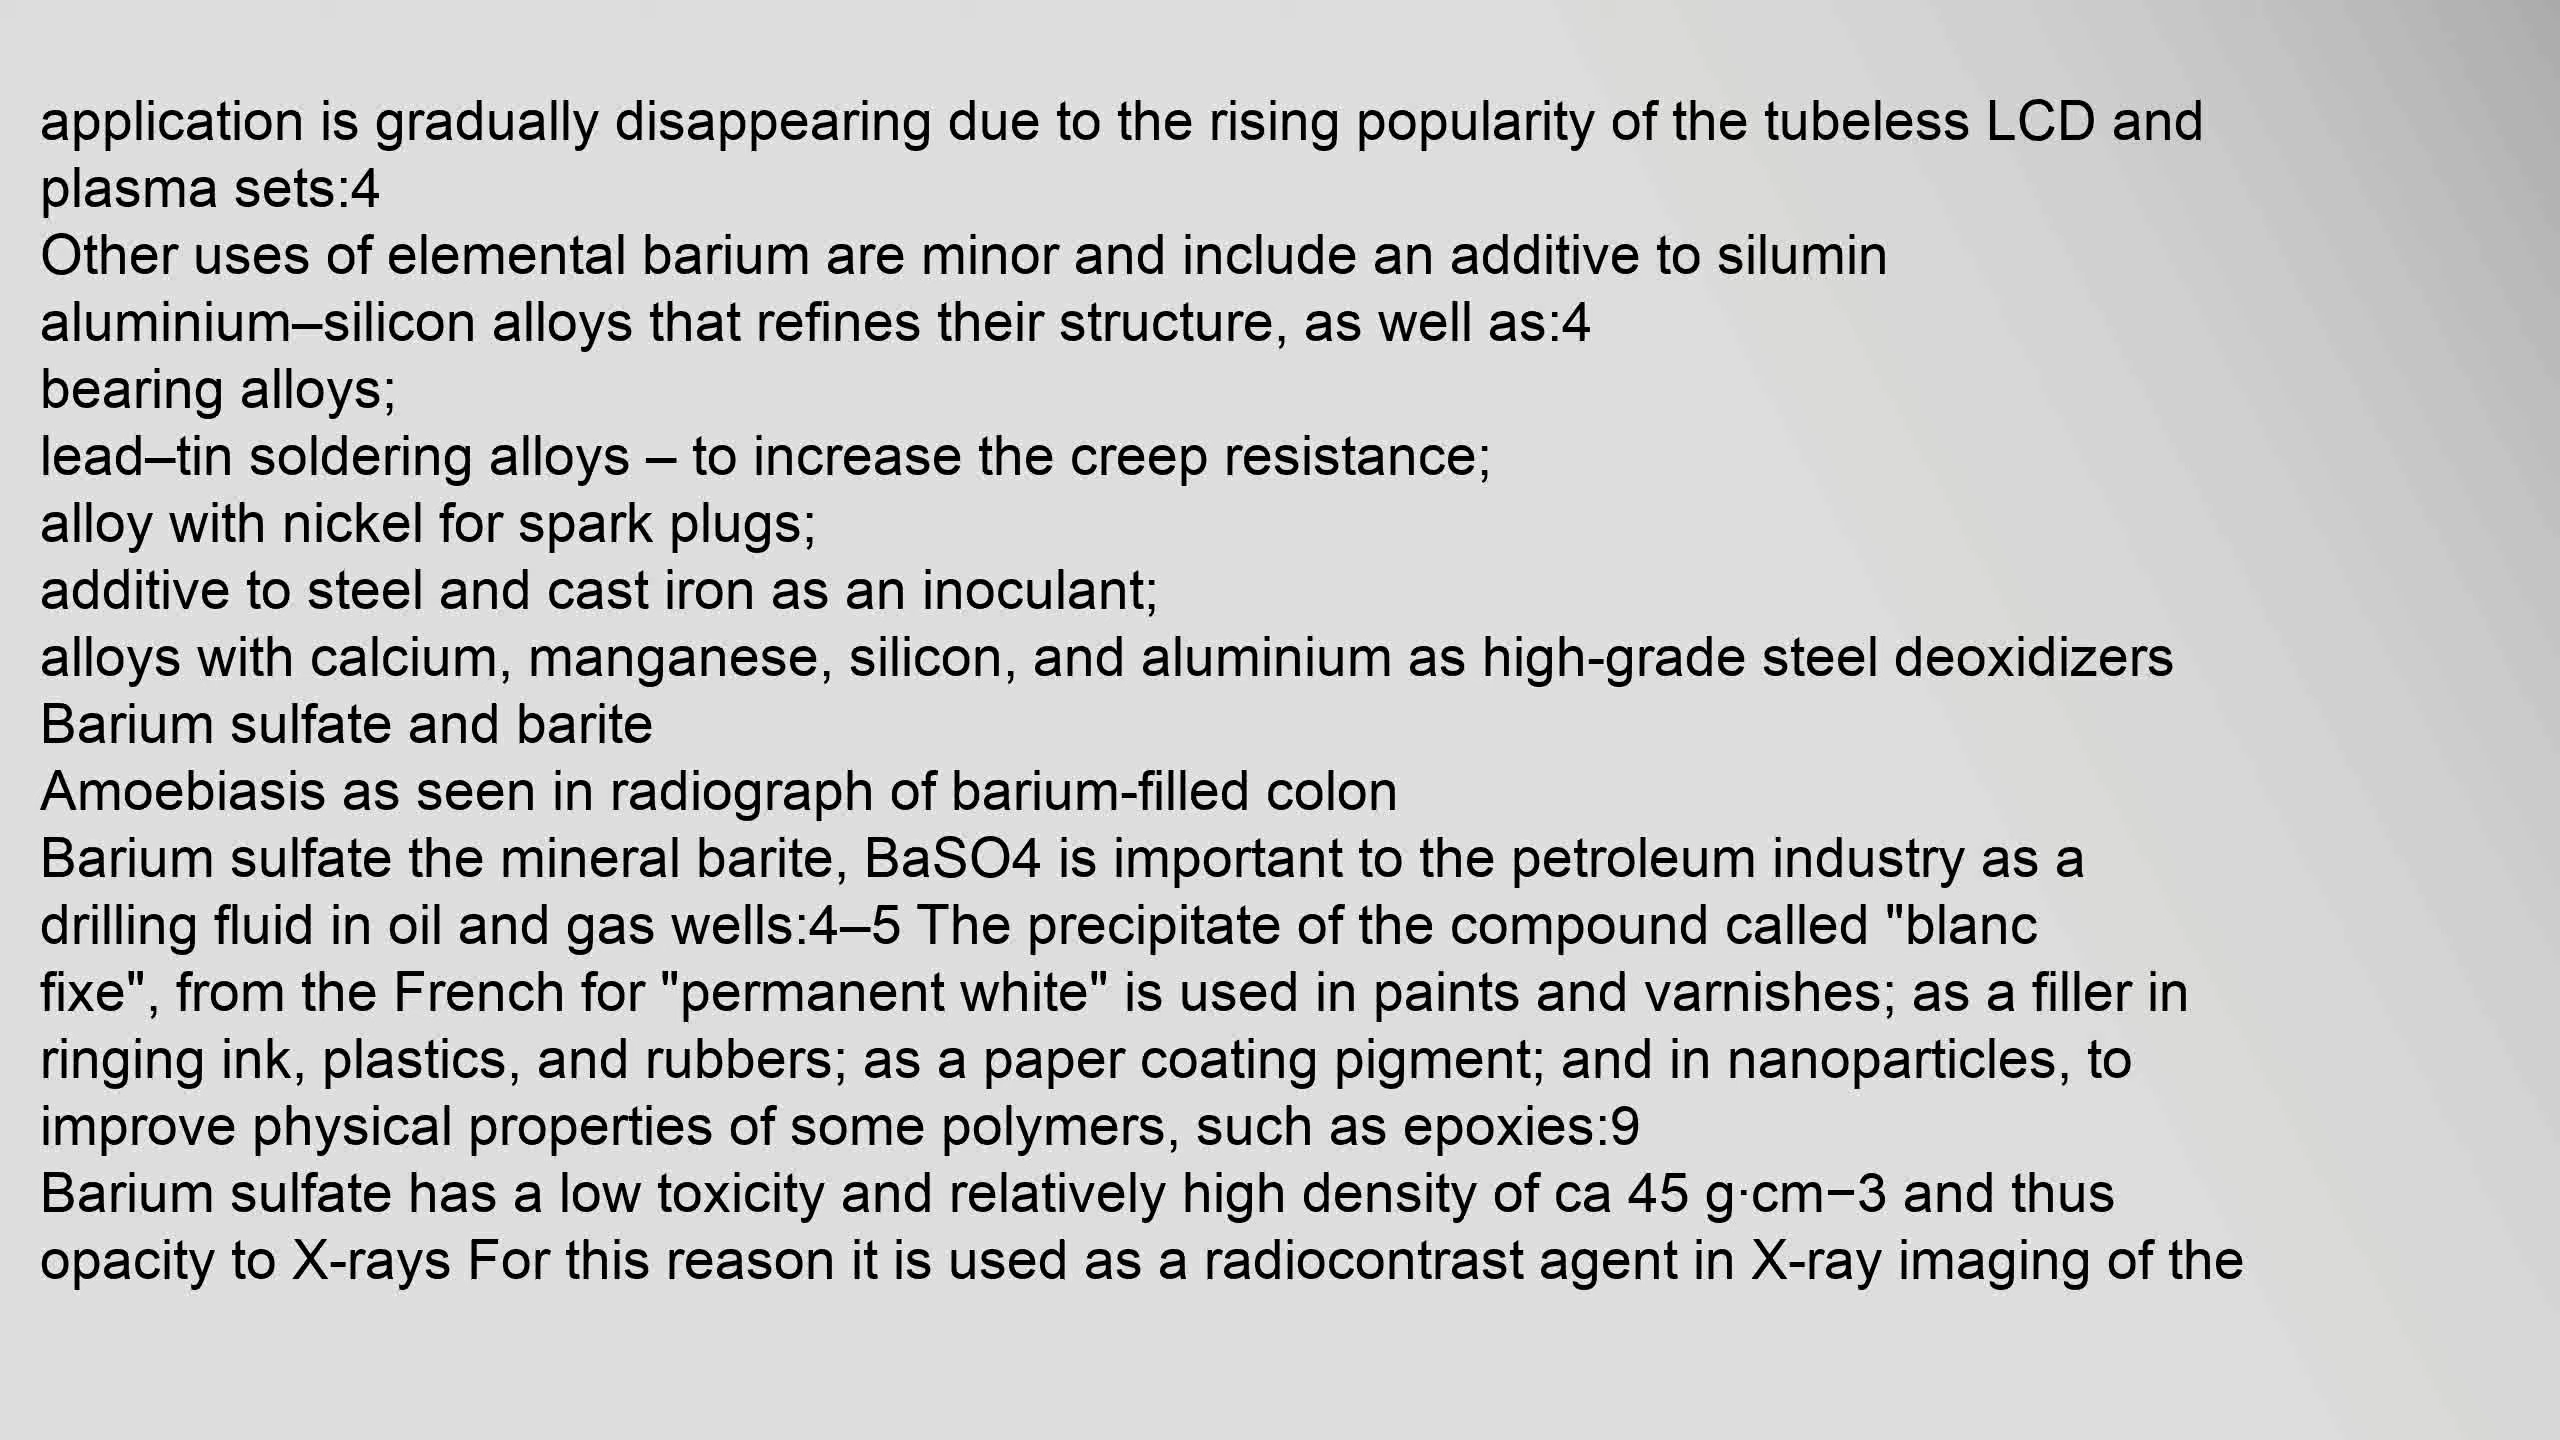 application is gradually disappearing due to the rising popularity of the tubeless LCD and
plasma sets:4
Other uses of elemental barium are minor and include an additive to silumin
aluminium–silicon alloys that refines their structure, as well as:4
bearing alloys;
lead–tin soldering alloys – to increase the creep resistance;
alloy with nickel for spark plugs;
additive to steel and cast iron as an inoculant;
alloys with calcium, manganese, silicon, and aluminium as high-grade steel deoxidizers
Barium sulfate and barite
Amoebiasis as seen in radiograph of barium-filled colon
Barium sulfate the mineral barite, BaSO4 is important to the petroleum industry as a
drilling fluid in oil and gas wells:4–5 The precipitate of the compound called "blanc
fixe", from the French for "permanent white" is used in paints and varnishes; as a filler in
ringing ink, plastics, and rubbers; as a paper coating pigment; and in nanoparticles, to
improve physical properties of some polymers, such as epoxies:9
Barium sulfate has a low toxicity and relatively high density of ca 45 g·cm−3 and thus
opacity to X-rays For this reason it is used as a radiocontrast agent in X-ray imaging of the